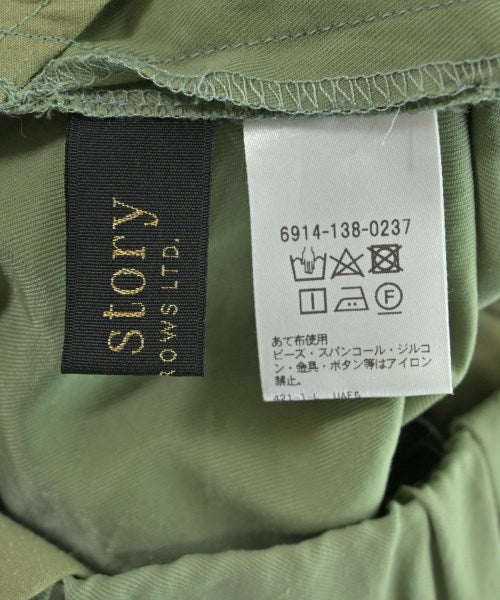 story
ROWS LTD.
6914-138-0237
F
あて布使用
ビーズ・スパンコール・ジルコ
ン・金具・ボタン等はアイロン
禁止。